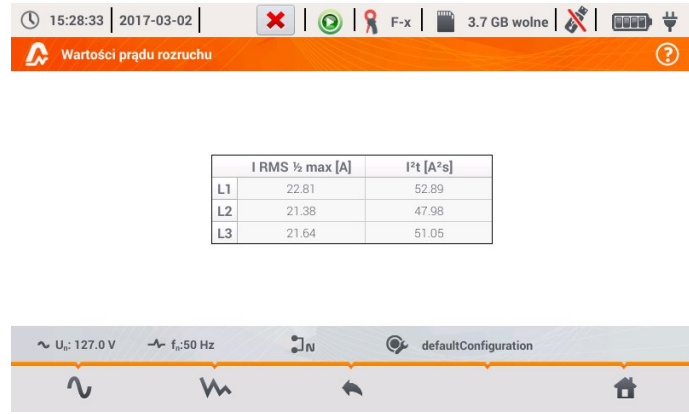 15:28:33 2017-03-02 F-x 3.7 GB wolne
Wartości prądu rozruchu ?
I RMS ½ max [A] I²t [A²s]
L1 22.81 52.89
L2 21.38 47.98
L3 21.64 51.05
Uₙ: 127.0 V fₙ:50 Hz N defaultConfiguration